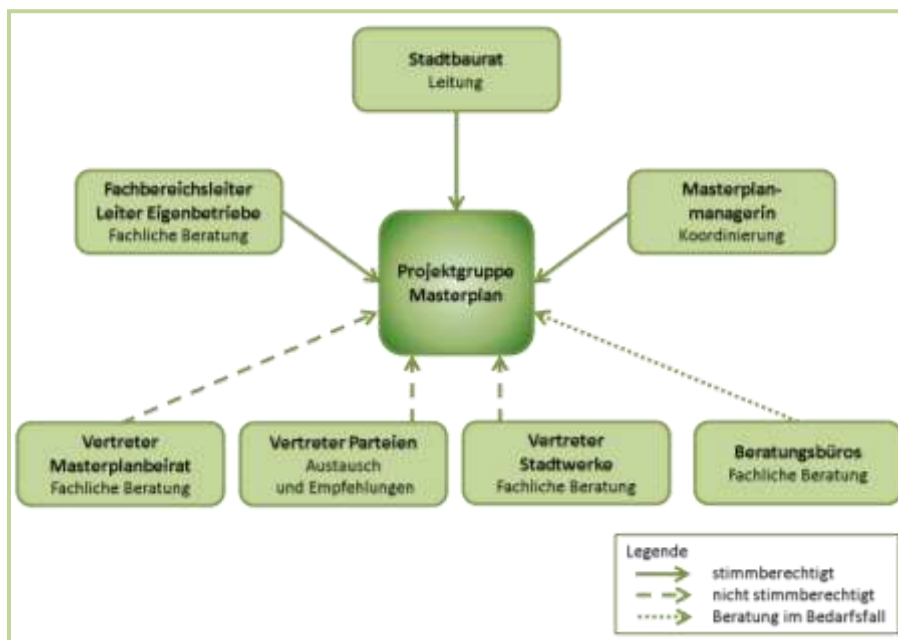 Stadtbaurat
Leitung
Fachbereichsleiter
Leiter Eigenbetriebe
Fachliche Beratung
Masterplan-
managerin
Koordinierung
Projektgruppe
Masterplan
Vertreter
Masterplanbeirat
Fachliche Beratung
Vertreter Parteien
Austausch
und Empfehlungen
Vertreter
Stadtwerke
Fachliche Beratung
Beratungsbüros
Fachliche Beratung
Legende
stimmberechtigt
nicht stimmberechtigt
Beratung im Bedarfsfall